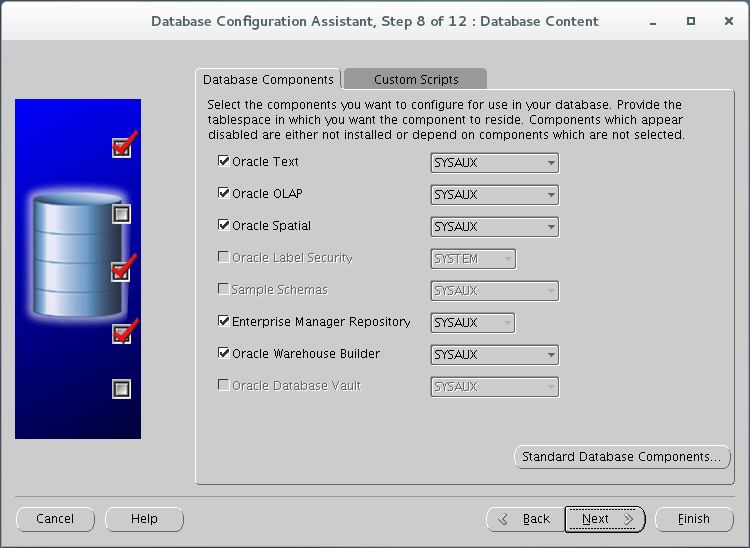 Database Configuration Assistant, Step 8 of 12 : Database Content
Database Components
Custom Scripts
Select the components you want to configure for use in your database. Provide the
tablespace in which you want the component to reside. Components which appear
disabled are either not installed or depend on components which are not selected.
Oracle Text SYSAUX
Oracle OLAP SYSAUX
Oracle Spatial SYSAUX
Oracle Label Security SYSTEM
Sample Schemas SYSAUX
Enterprise Manager Repository SYSAUX
Oracle Warehouse Builder SYSAUX
Oracle Database Vault SYSAUX
Standard Database Components...
Cancel Help Back Next Finish